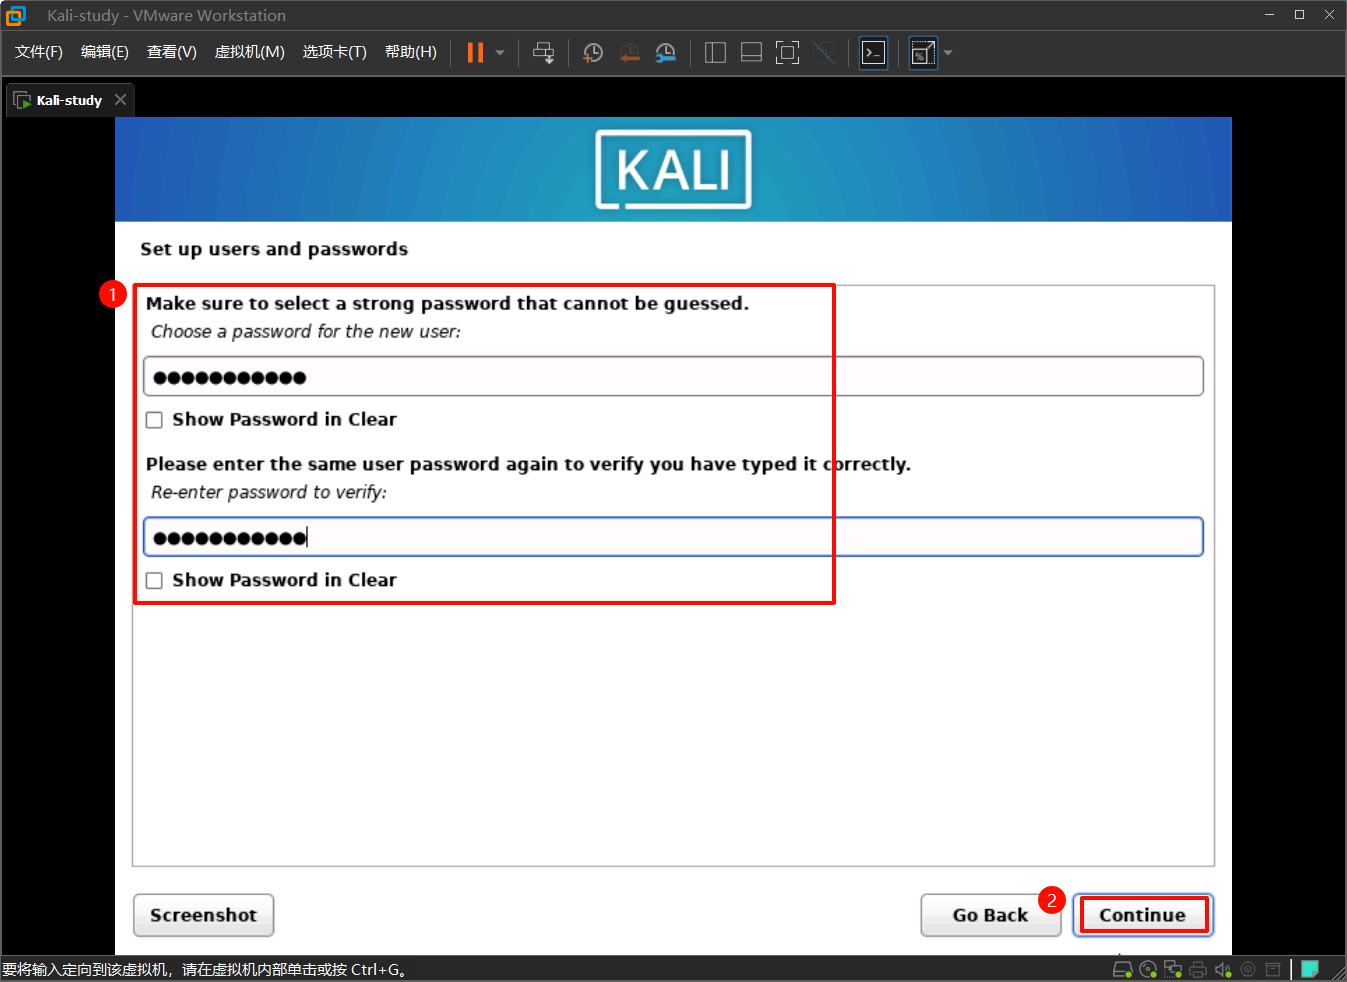 Kali-study - VMware Workstation
文件(F) 编辑(E) 查看(V) 虚拟机(M) 选项卡(T) 帮助(H)
Kali-study
KALI
Set up users and passwords
1
Make sure to select a strong password that cannot be guessed.
Choose a password for the new user:
●●●●●●●●●●●
Show Password in Clear
Please enter the same user password again to verify you have typed it correctly.
Re-enter password to verify:
●●●●●●●●●●●
Show Password in Clear
Screenshot
Go Back
2
Continue
要将输入定向到该虚拟机，请在虚拟机内部单击或按 Ctrl+G。